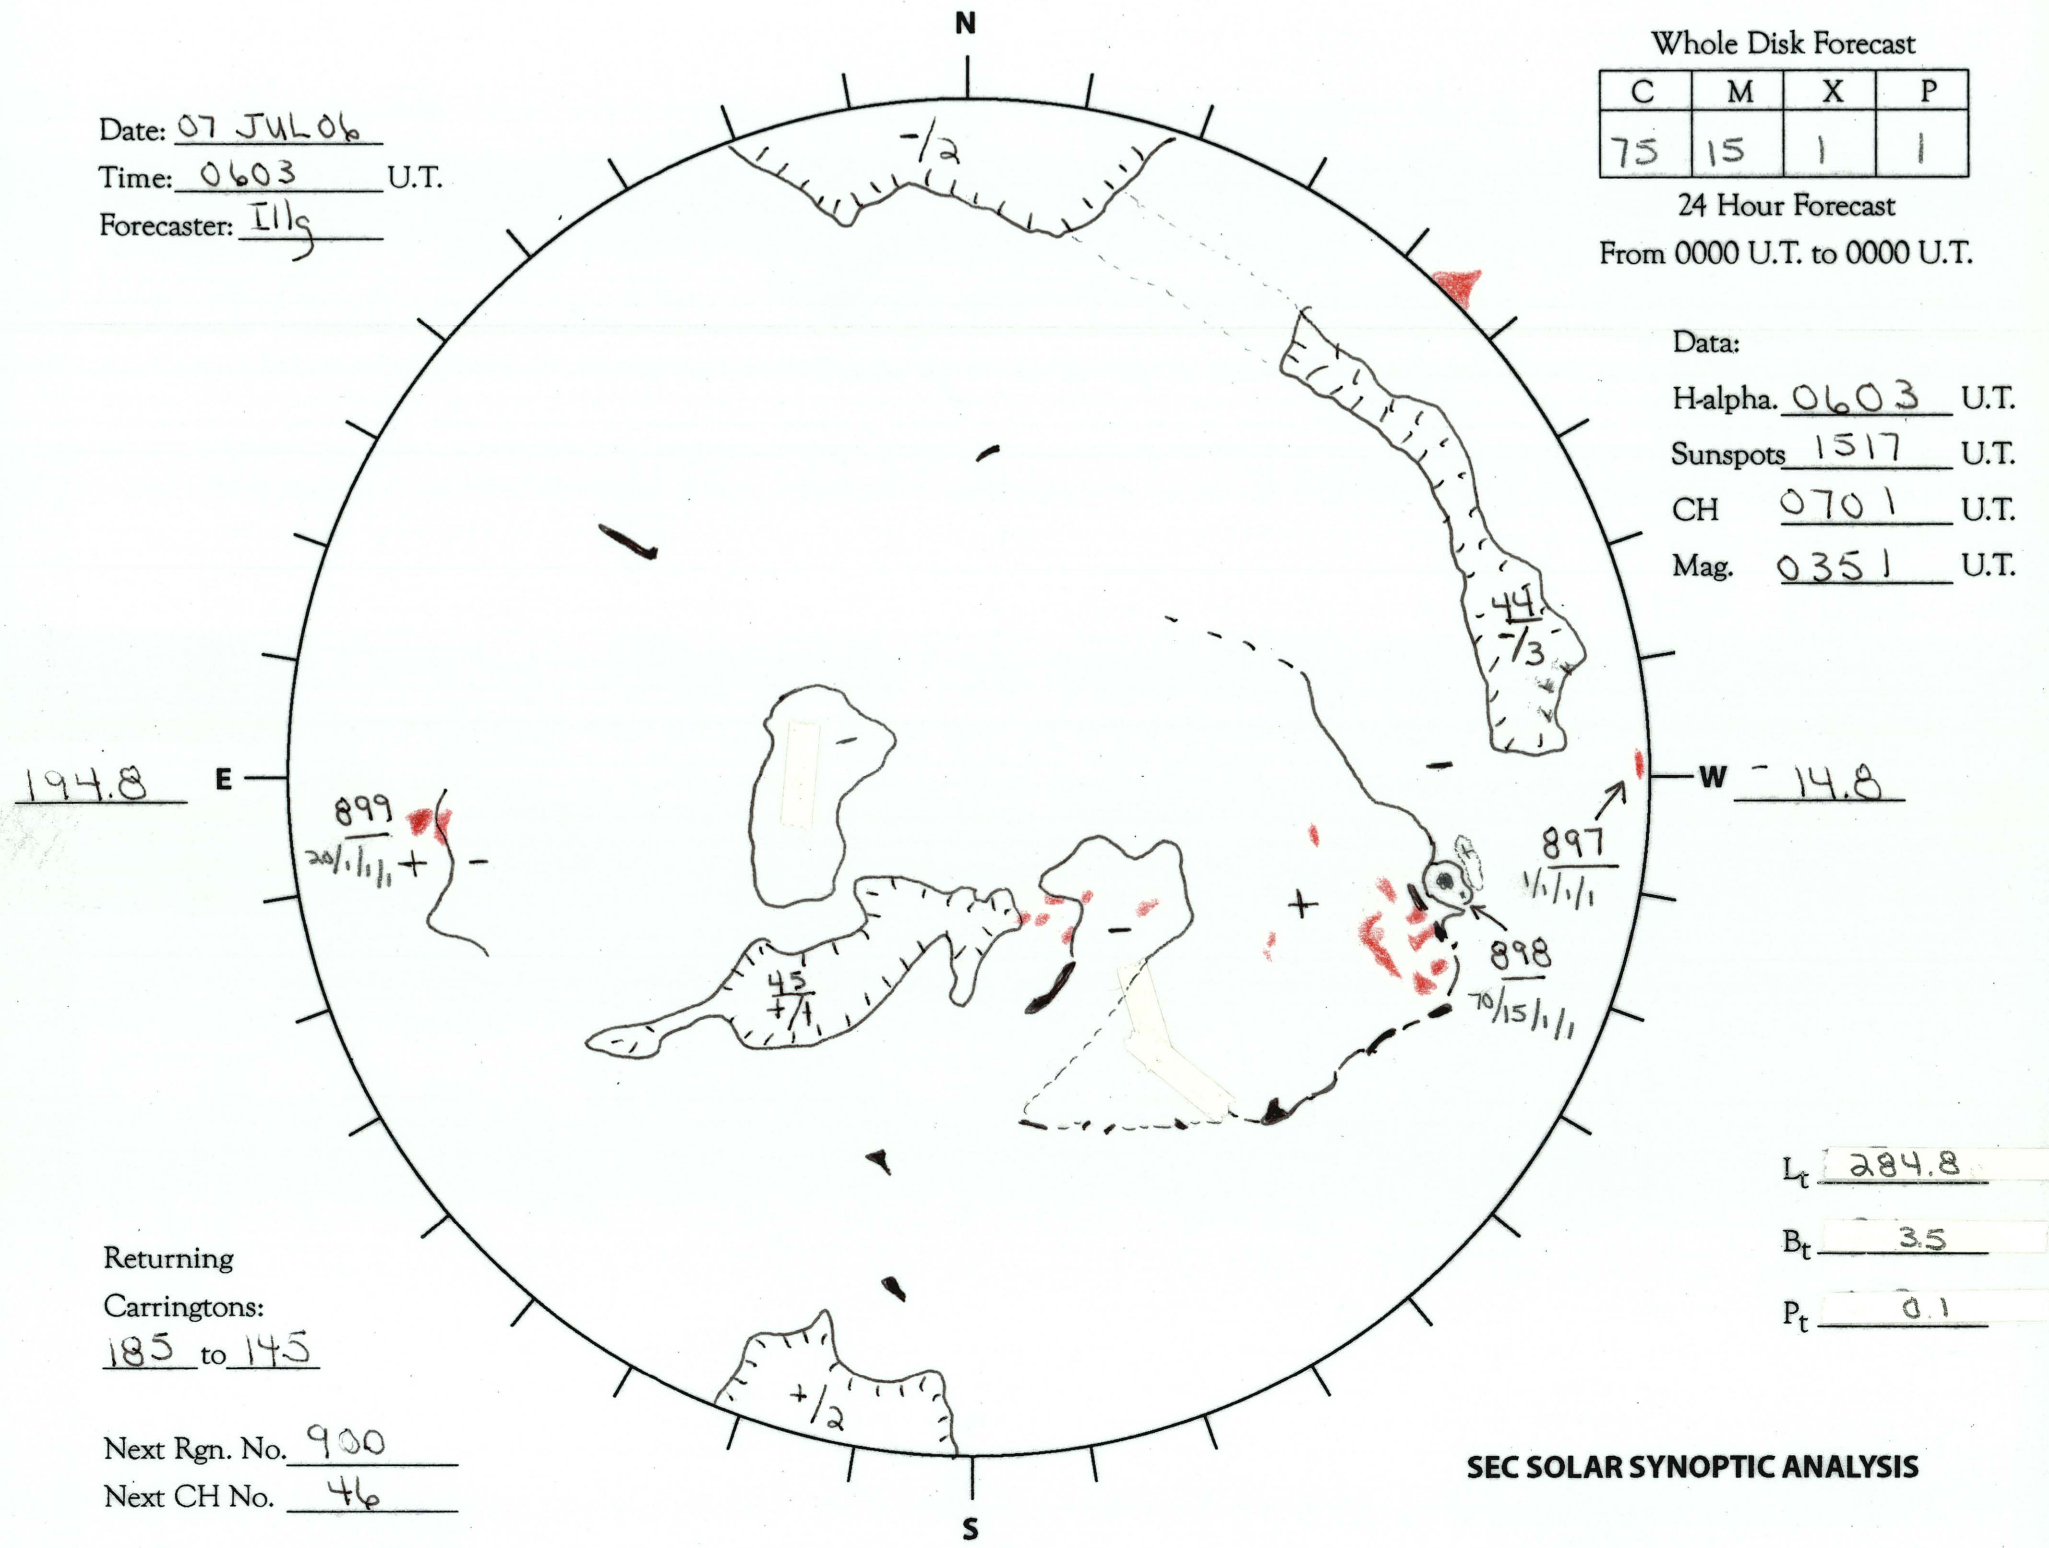 N
Date: 07 JUL 06
Time: 0603 U.T.
Forecaster: Illg
Whole Disk Forecast
C M X P
75 15 1 1
24 Hour Forecast
From 0000 U.T. to 0000 U.T.
-/2
Data:
H-alpha. 0603 U.T.
Sunspots 1517 U.T.
CH 0701 U.T.
Mag. 0351 U.T.
44
-/3
-
-
194.8 E
W -14.8
899
20/1/1/1 + -
897
1/1/1/1
+
+
-
898
70/15/1/1
45
+/1
Lt 284.8
Bt 3.5
Pt 0.1
Returning
Carringtons:
185 to 145
+/2
Next Rgn. No. 900
Next CH No. 46
SEC SOLAR SYNOPTIC ANALYSIS
S